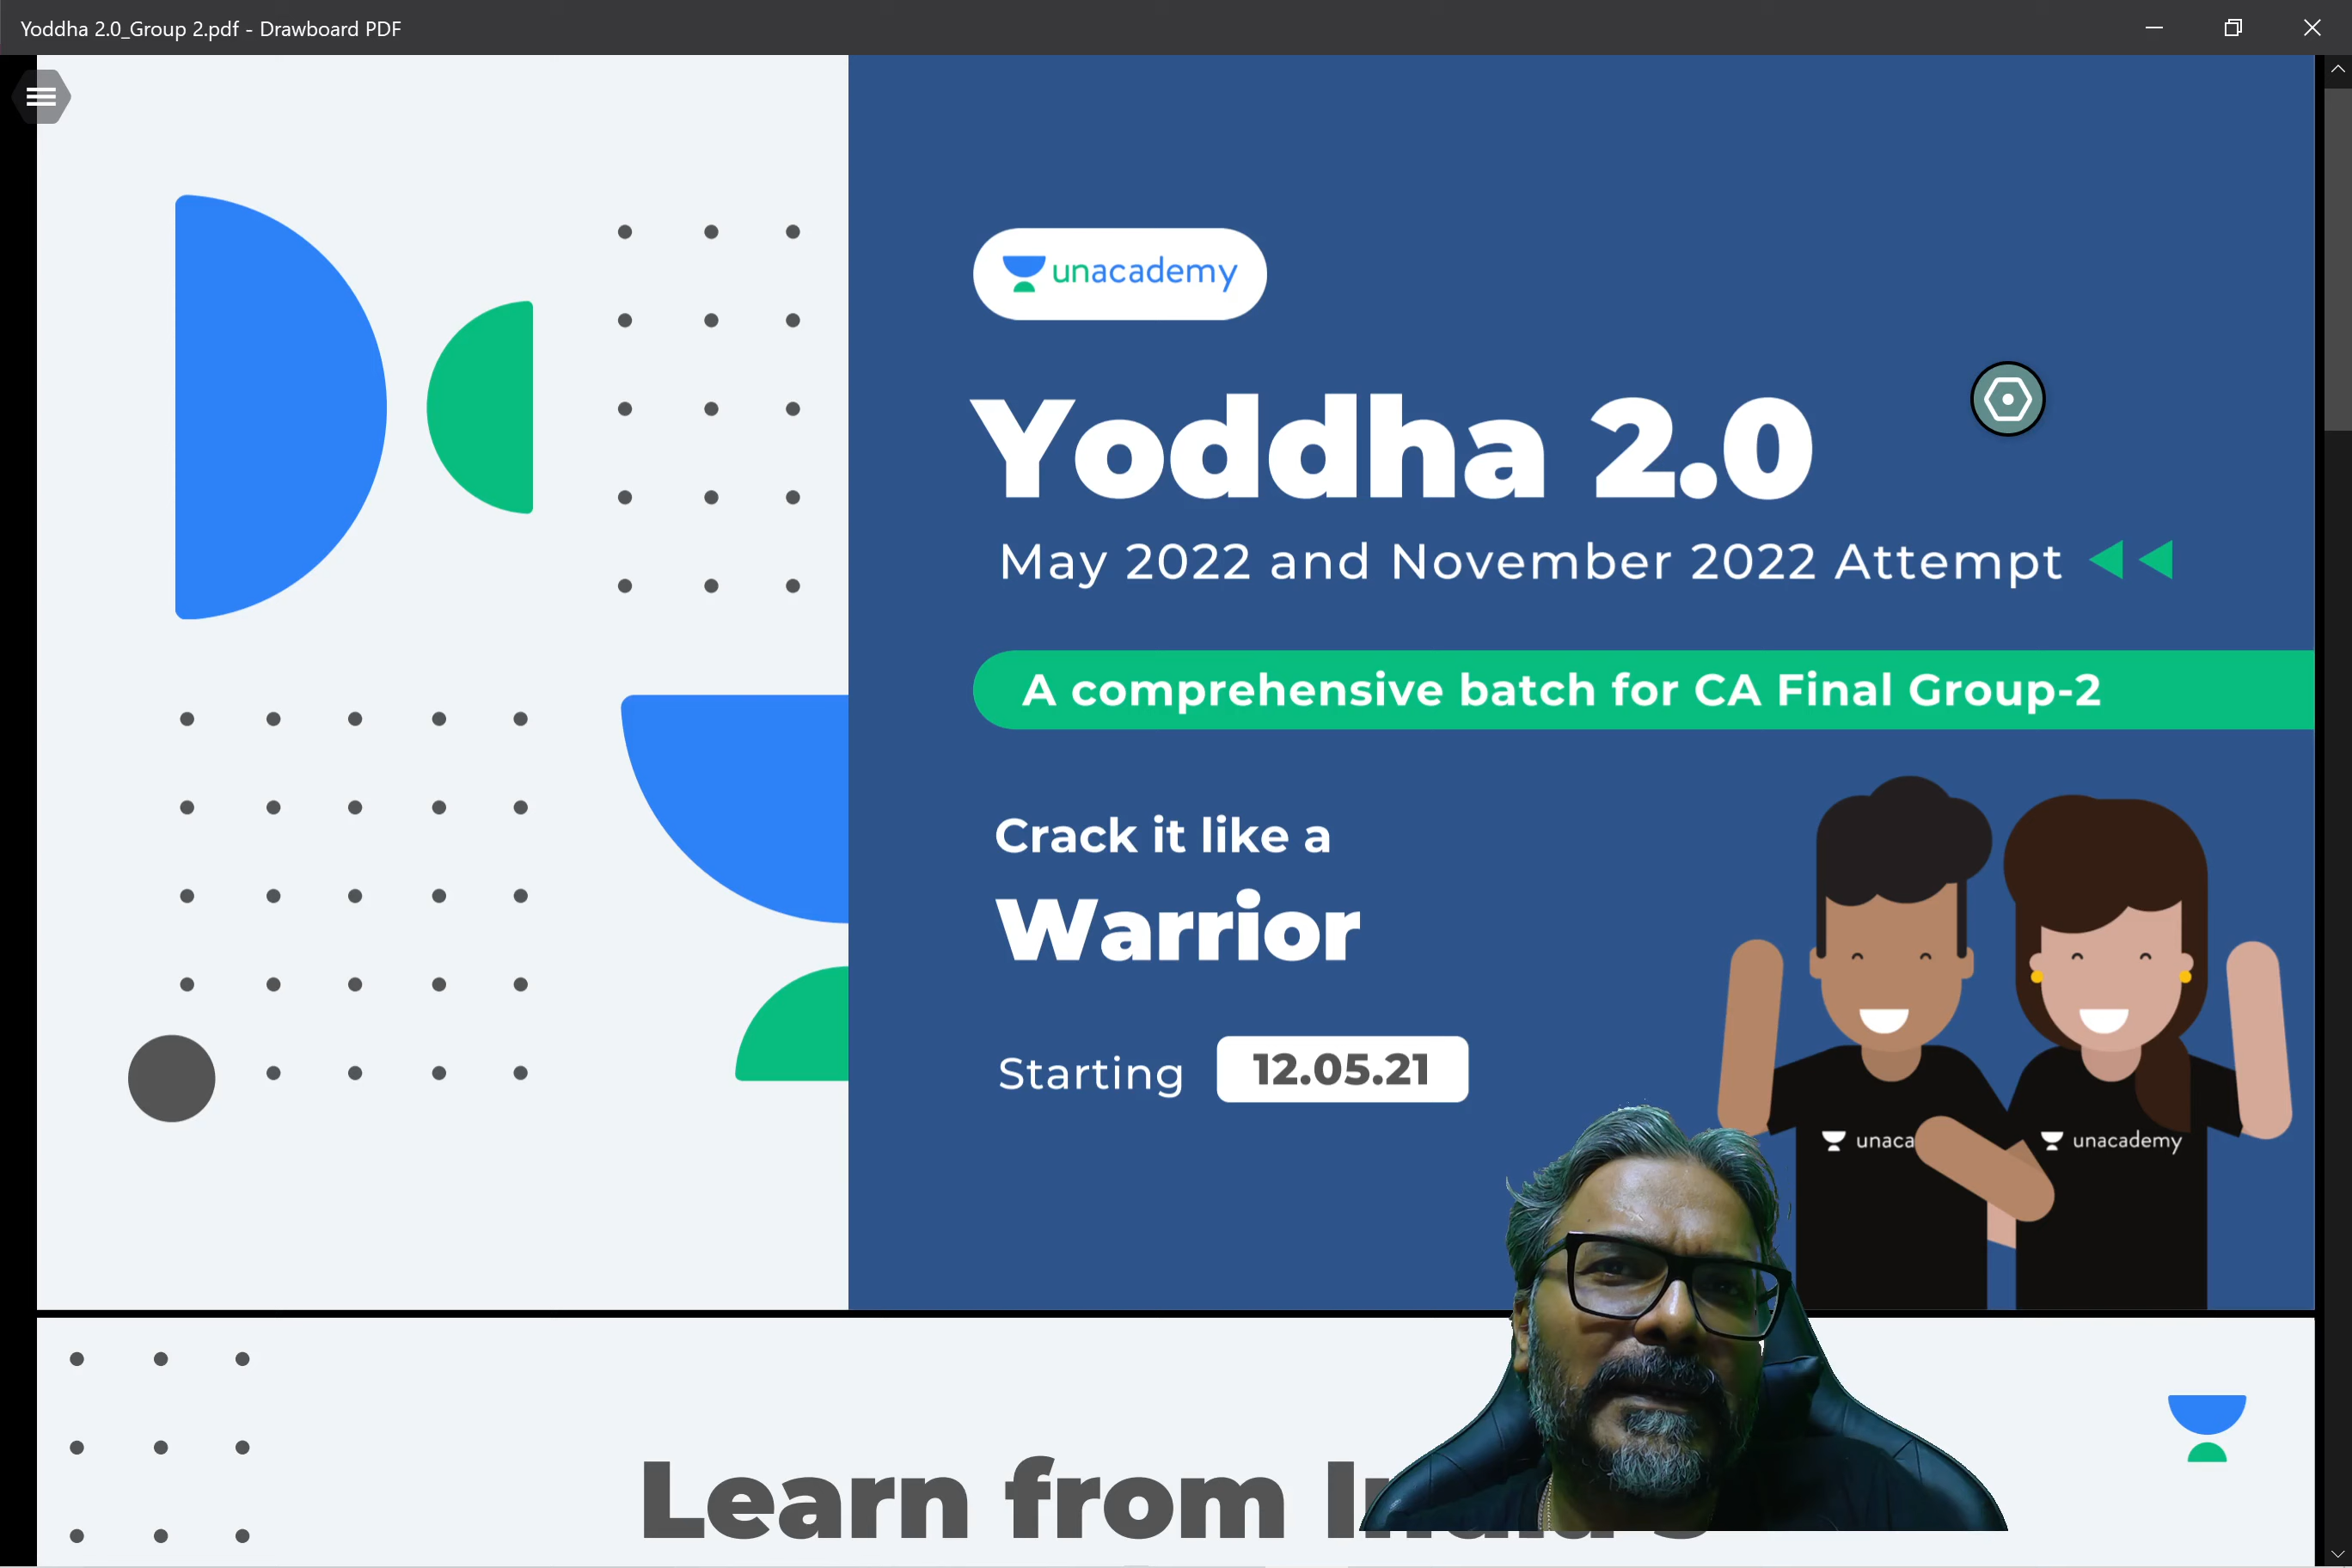 Yoddha 2.0_Group 2.pdf - Drawboard PDF
unacademy
Yoddha 2.0
May 2022 and November 2022 Attempt
A comprehensive batch for CA Final Group-2
Crack it like a
Warrior
Starting 12.05.21
unaca
unacademy
Learn from